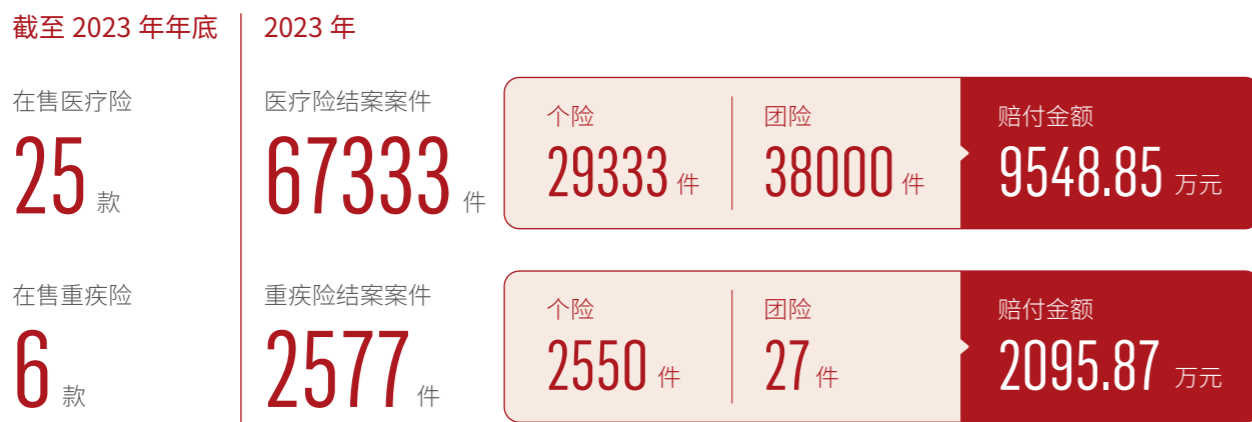 截至 2023 年年底
2023 年
在售医疗险
25 款
医疗险结案案件
67333 件
个险
29333 件
团险
38000 件
赔付金额
9548.85 万元
在售重疾险
6 款
重疾险结案案件
2577 件
个险
2550 件
团险
27 件
赔付金额
2095.87 万元